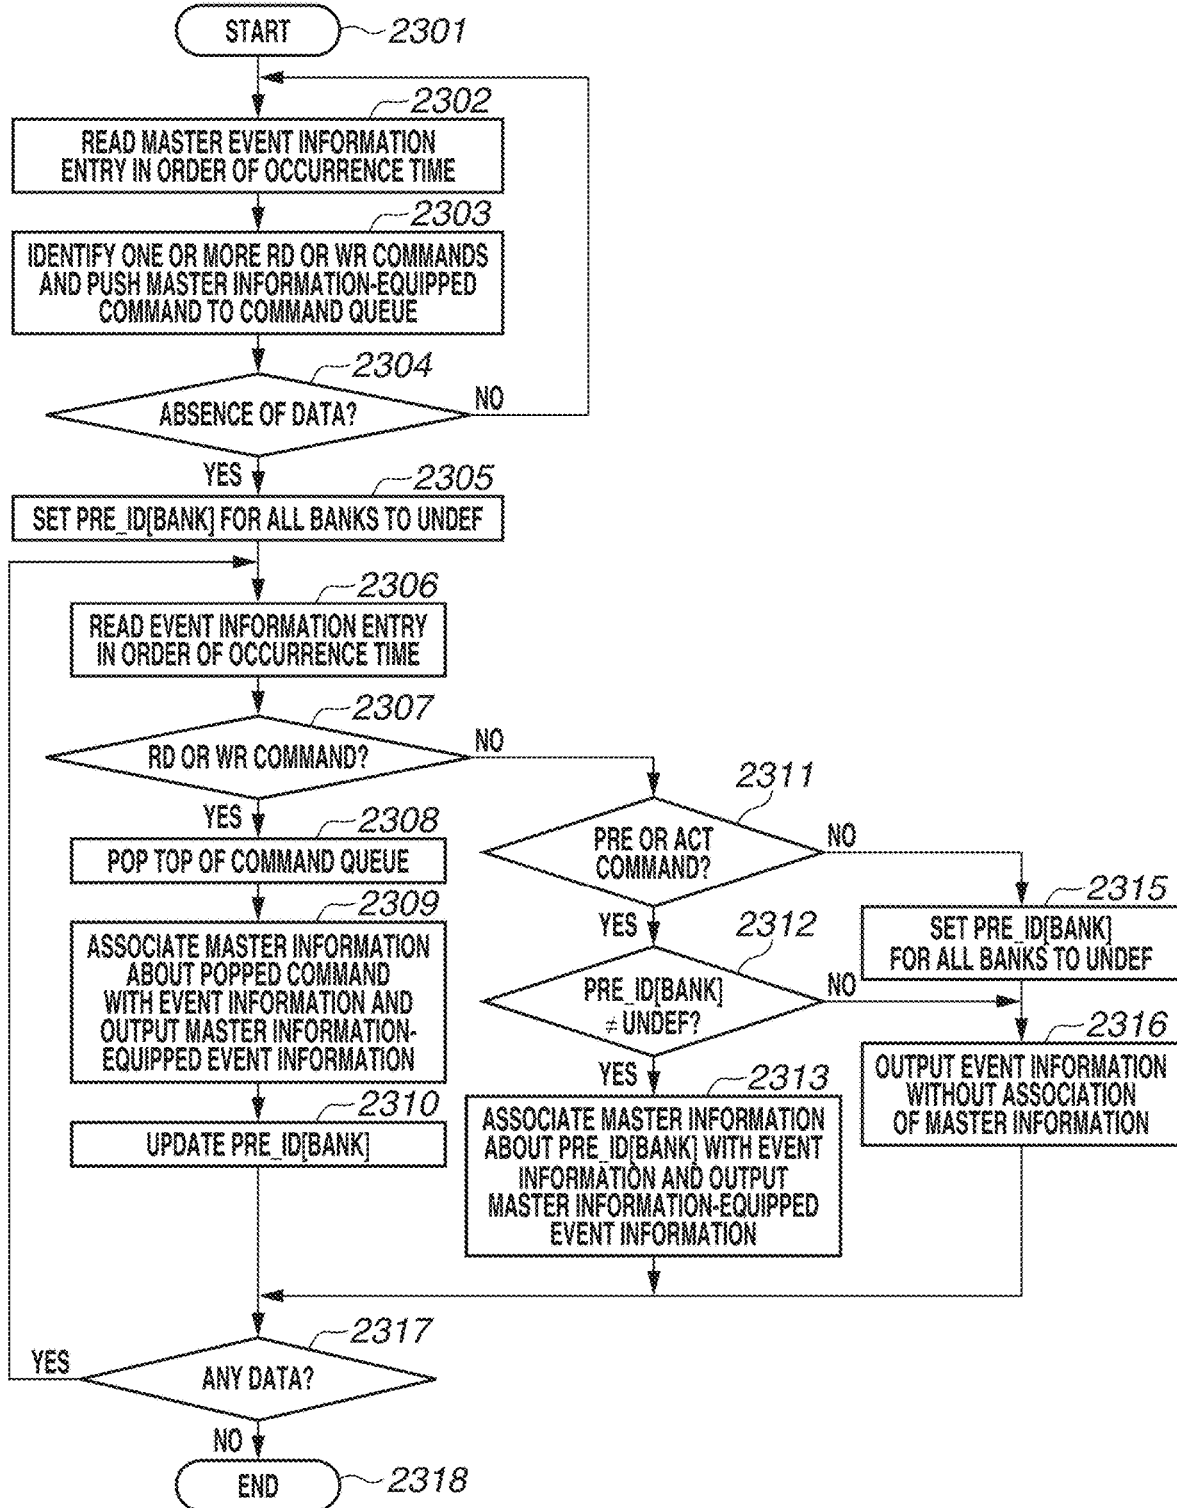 START
2301
2302
READ MASTER EVENT INFORMATION
ENTRY IN ORDER OF OCCURRENCE TIME
2303
IDENTIFY ONE OR MORE RD OR WR COMMANDS
AND PUSH MASTER INFORMATION-EQUIPPED
COMMAND TO COMMAND QUEUE
2304
ABSENCE OF DATA?
NO
YES
2305
SET PRE_ID[BANK] FOR ALL BANKS TO UNDEF
2306
READ EVENT INFORMATION ENTRY
IN ORDER OF OCCURRENCE TIME
2307
RD OR WR COMMAND?
NO
YES
2308
POP TOP OF COMMAND QUEUE
2309
ASSOCIATE MASTER INFORMATION
ABOUT POPPED COMMAND
WITH EVENT INFORMATION AND
OUTPUT MASTER INFORMATION-
EQUIPPED EVENT INFORMATION
2310
UPDATE PRE_ID[BANK]
2311
PRE OR ACT
COMMAND?
NO
YES
2312
PRE_ID[BANK]
≠ UNDEF?
NO
YES
2313
ASSOCIATE MASTER INFORMATION
ABOUT PRE_ID[BANK] WITH EVENT
INFORMATION AND OUTPUT
MASTER INFORMATION-EQUIPPED
EVENT INFORMATION
2315
SET PRE_ID[BANK]
FOR ALL BANKS TO UNDEF
2316
OUTPUT EVENT INFORMATION
WITHOUT ASSOCIATION
OF MASTER INFORMATION
2317
ANY DATA?
YES
NO
END
2318